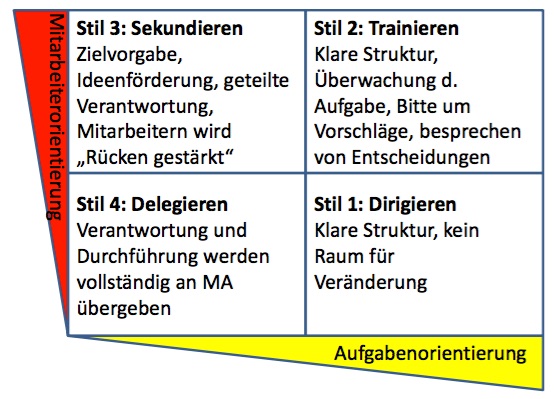 Mitarbeiterorientierung
Stil 3: Sekundieren
Zielvorgabe,
Ideenförderung, geteilte
Verantwortung,
Mitarbeitern wird
„Rücken gestärkt“
Stil 2: Trainieren
Klare Struktur,
Überwachung d.
Aufgabe, Bitte um
Vorschläge, besprechen
von Entscheidungen
Stil 4: Delegieren
Verantwortung und
Durchführung werden
vollständig an MA
übergeben
Stil 1: Dirigieren
Klare Struktur, kein
Raum für
Veränderung
Aufgabenorientierung